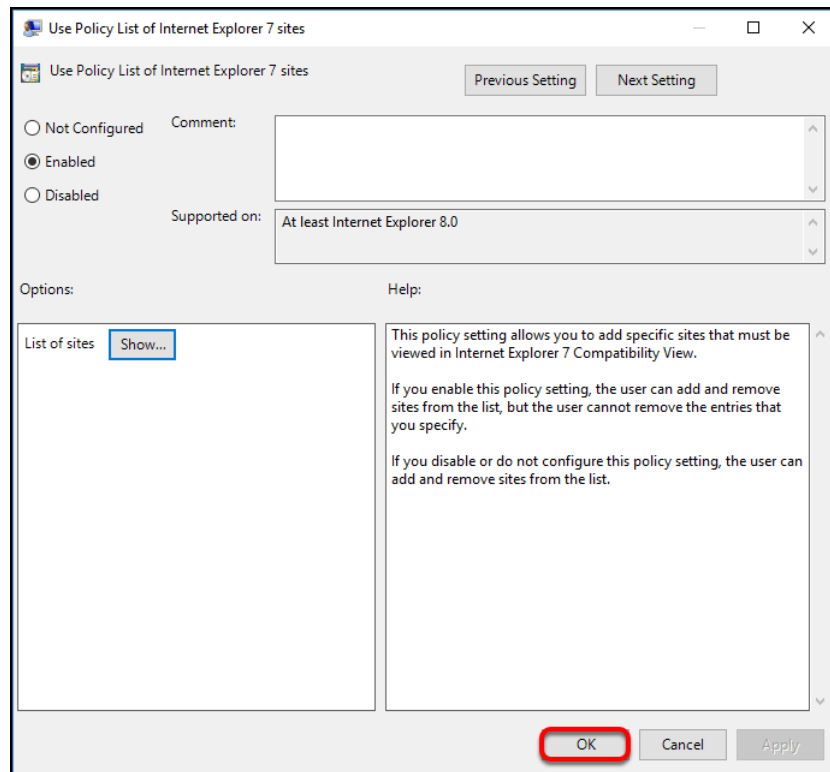 Use Policy List of Internet Explorer 7 sites
Use Policy List of Internet Explorer 7 sites
Previous Setting
Next Setting
Not Configured
Comment:
Enabled
Disabled
Supported on:
At least Internet Explorer 8.0
Options:
Help:
List of sites
Show...
This policy setting allows you to add specific sites that must be
viewed in Internet Explorer 7 Compatibility View.
If you enable this policy setting, the user can add and remove
sites from the list, but the user cannot remove the entries that
you specify.
If you disable or do not configure this policy setting, the user can
add and remove sites from the list.
OK
Cancel
Apply